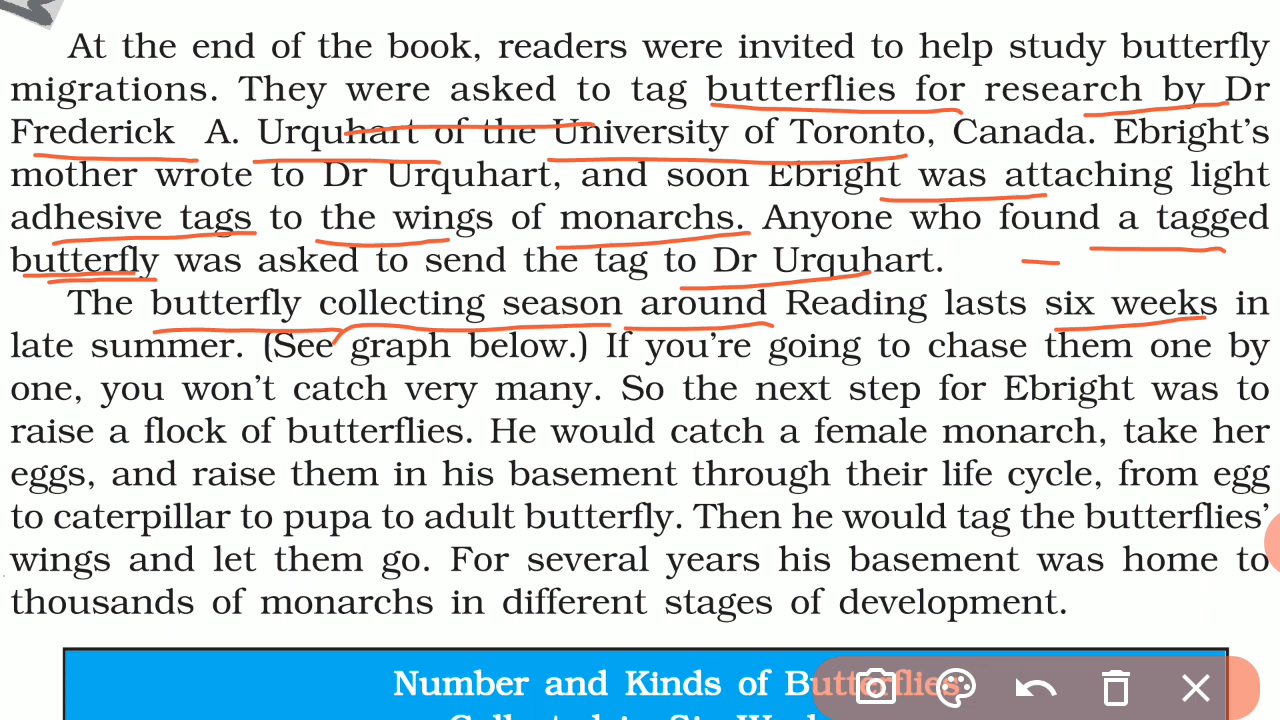 At the end of the book, readers were invited to help study butterfly
migrations. They were asked to tag butterflies for research by Dr
Frederick A. Urquhart of the University of Toronto, Canada. Ebright's
mother wrote to Dr Urquhart, and soon Ebright was attaching light
adhesive tags to the wings of monarchs. Anyone who found a tagged
butterfly was asked to send the tag to Dr Urquhart.
The butterfly collecting season around Reading lasts six weeks in
late summer. (See graph below.) If you're going to chase them one by
one, you won't catch very many. So the next step for Ebright was to
raise a flock of butterflies. He would catch a female monarch, take her
eggs, and raise them in his basement through their life cycle, from egg
to caterpillar to pupa to adult butterfly. Then he would tag the butterflies'
wings and let them go. For several years his basement was home to
thousands of monarchs in different stages of development.
Number and Kinds of Butterflies